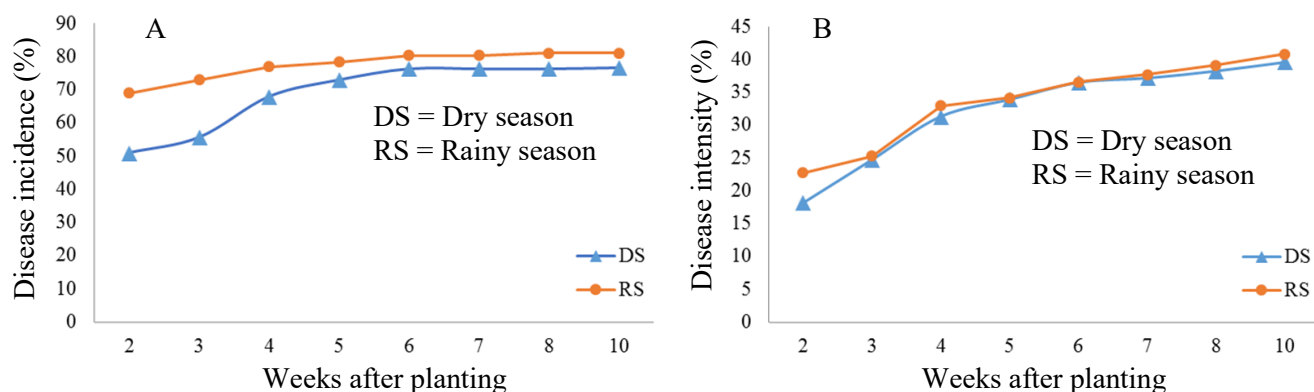 A
Disease incidence (%)
90
80
70
60
50
40
30
20
10
0
DS = Dry season
RS = Rainy season
DS
RS
2 3 4 5 6 7 8 10
Weeks after planting
B
Disease intensity (%)
45
40
35
30
25
20
15
10
5
0
DS = Dry season
RS = Rainy season
DS
RS
2 3 4 5 6 7 8 10
Weeks after planting